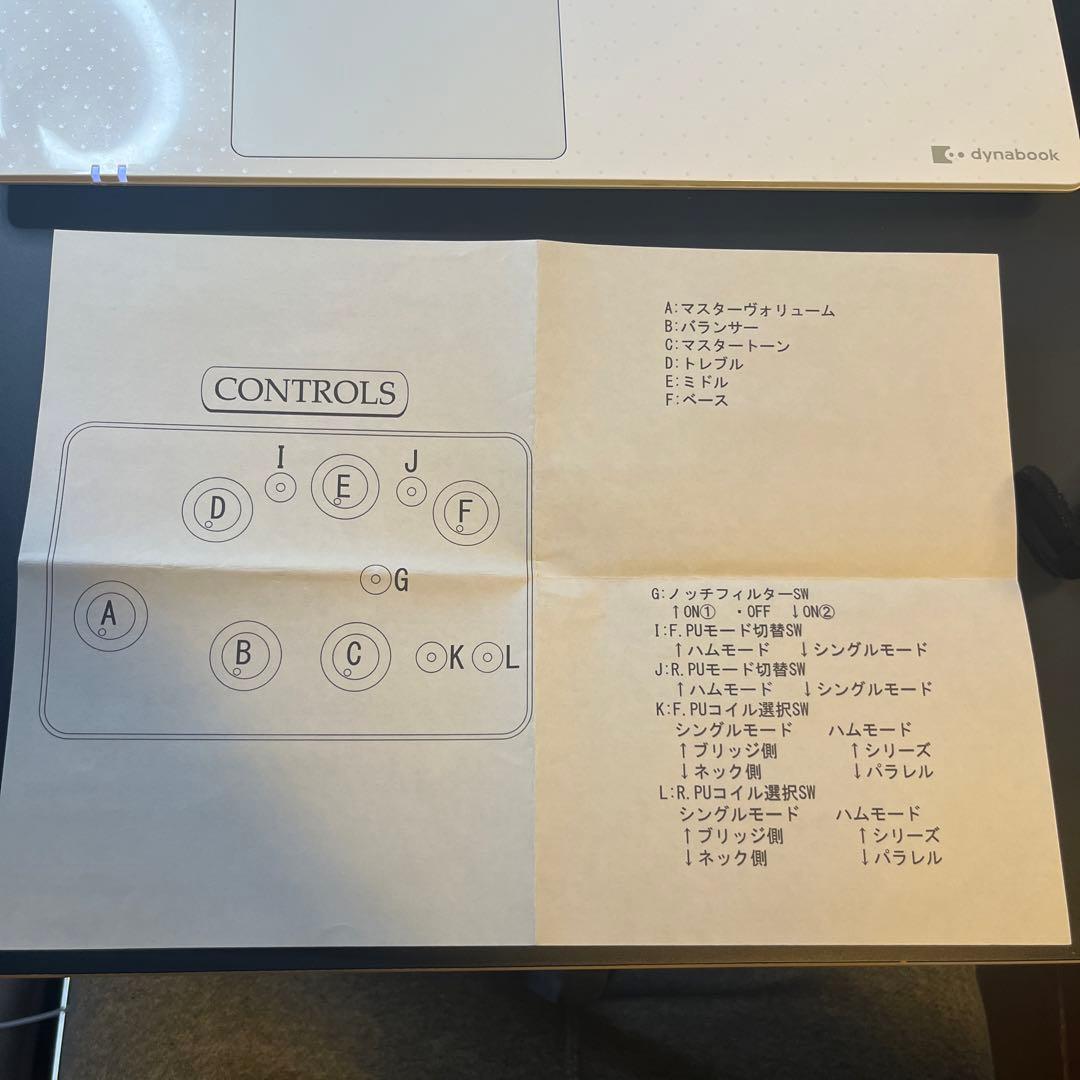 dynabook
CONTROLS
I
J
D
E
F
G
A
B
C
K
L
A:マスターヴォリューム
B:バランサー
C:マスタートーン
D:トレブル
E:ミドル
F:ベース
G:ノッチフィルターSW
↑ON① ・OFF ↓ON②
I:F.PUモード切替SW
↑ハムモード ↓シングルモード
J:R.PUモード切替SW
↑ハムモード ↓シングルモード
K:F.PUコイル選択SW
シングルモード ハムモード
↑ブリッジ側 ↑シリーズ
↓ネック側 ↓パラレル
L:R.PUコイル選択SW
シングルモード ハムモード
↑ブリッジ側 ↑シリーズ
↓ネック側 ↓パラレル